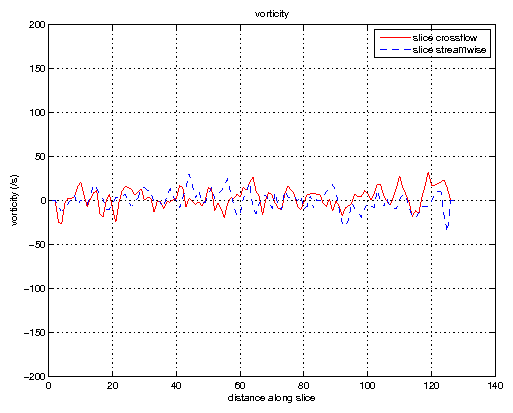 vorticity
200
slice crossflow
slice streamwise
150
100
50
vorticity (/s)
0
−50
−100
−150
−200
0 20 40 60 80 100 120 140
distance along slice